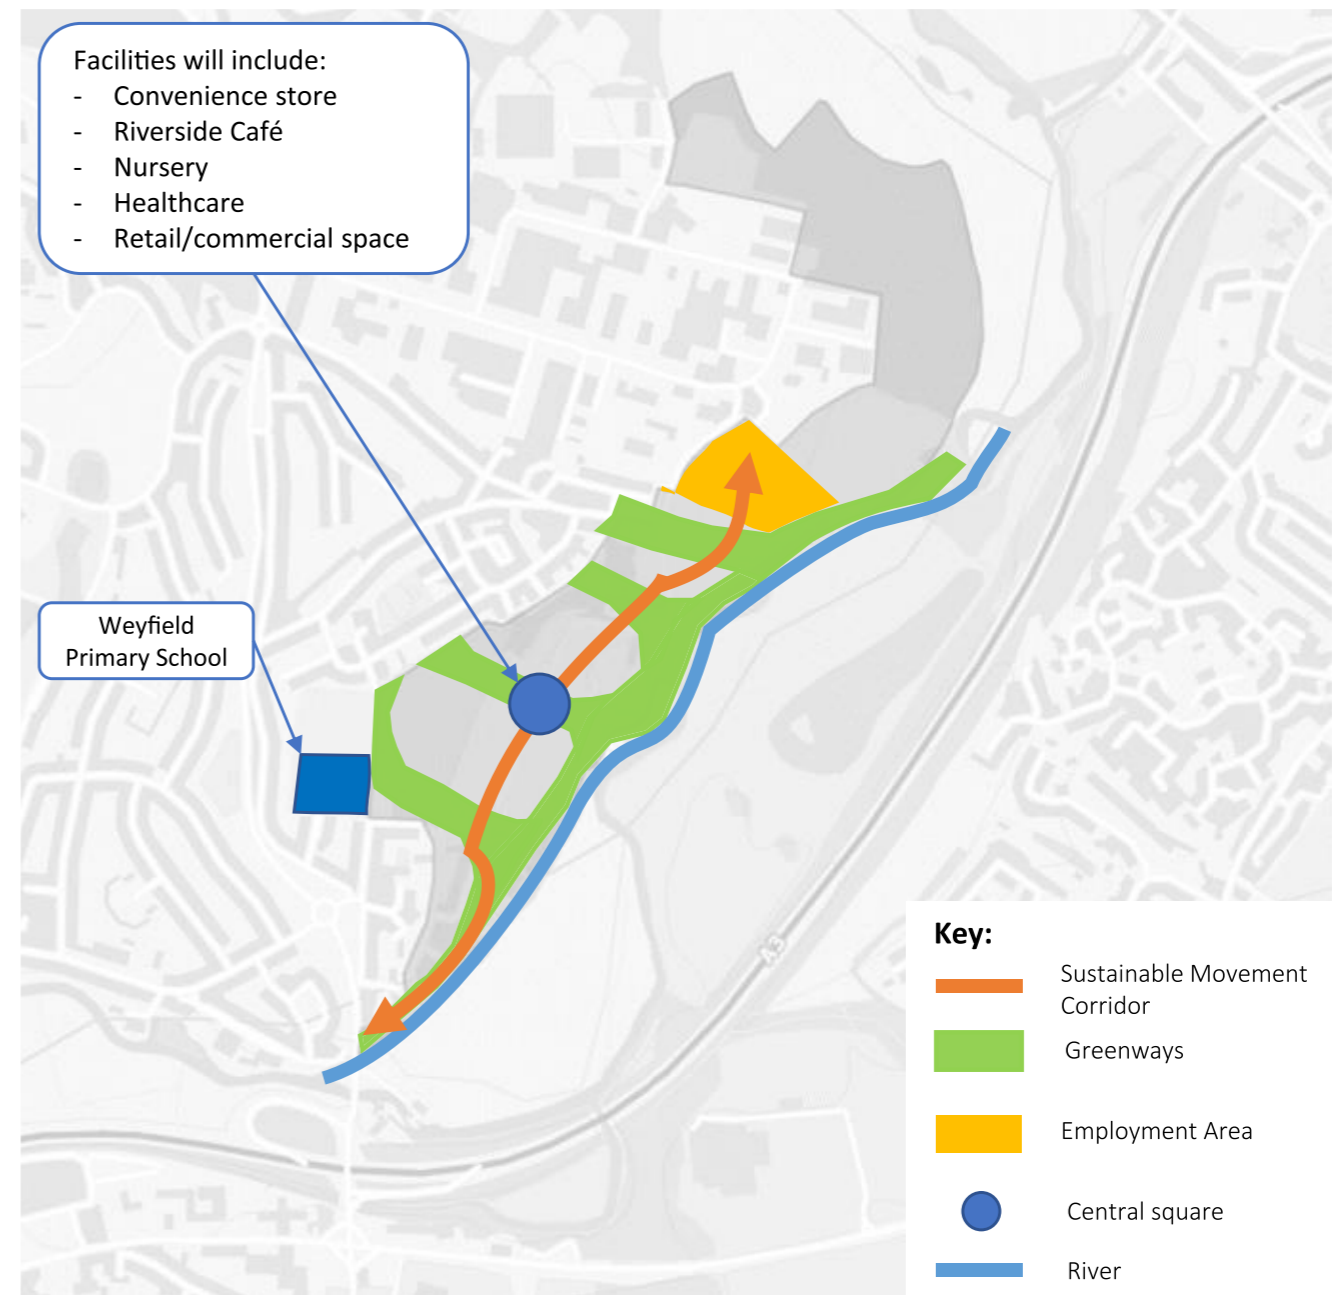 Facilities will include:
- Convenience store
- Riverside Café
- Nursery
- Healthcare
- Retail/commercial space
Weyfield
Primary School
A3
Key:
Sustainable Movement
Corridor
Greenways
Employment Area
Central square
River